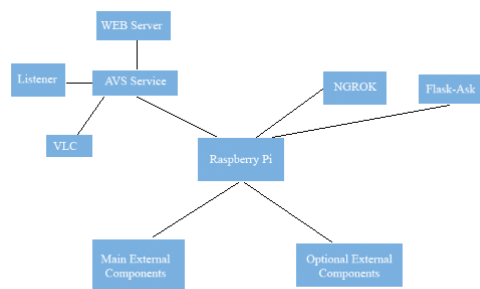 WEB Server
Listener
AVS Service
NGROK
Flask-Ask
VLC
Raspberry Pi
Main External
Components
Optional External
Components